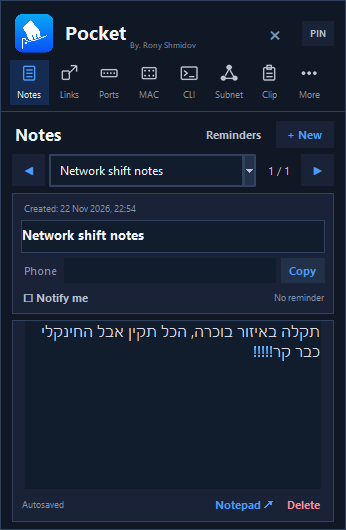 Pocket
By. Rony Shmidov
×
PIN
Notes
Links
Ports
MAC
CLI
Subnet
Clip
More
Notes
Reminders
+ New
Network shift notes
1 / 1
Created: 22 Nov 2026, 22:54
Network shift notes
Phone
Copy
Notify me
No reminder
תקלה באיזור בוכרה, הכל תקין אבל החינקלי
כבר קר!!!!!
Autosaved
Notepad ↗
Delete